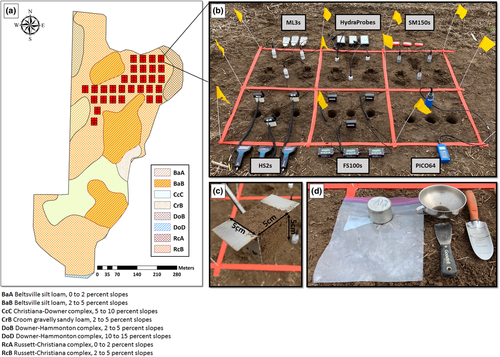 (a)
N
W
E
S
BaA
BaB
CcC
CrB
DoB
DoD
RcA
RcB
0
70
140
210
280
Meters
BaA Beltsville silt loam, 0 to 2 percent slopes
BaB Beltsville silt loam, 2 to 5 percent slopes
CcC Christiana-Downer complex, 5 to 10 percent slopes
CrB Croom gravelly sandy loam, 2 to 5 percent slopes
DoB Downer-Hammonton complex, 2 to 5 percent slopes
DoD Downer-Hammonton complex, 10 to 15 percent slopes
RcA Russett-Christiana complex, 0 to 2 percent slopes
RcB Russett-Christiana complex, 2 to 5 percent slopes
(b)
ML3s
HydraProbes
SM150s
HS2s
FS100s
PICO64
(c)
5cm
5cm
5cm
(d)